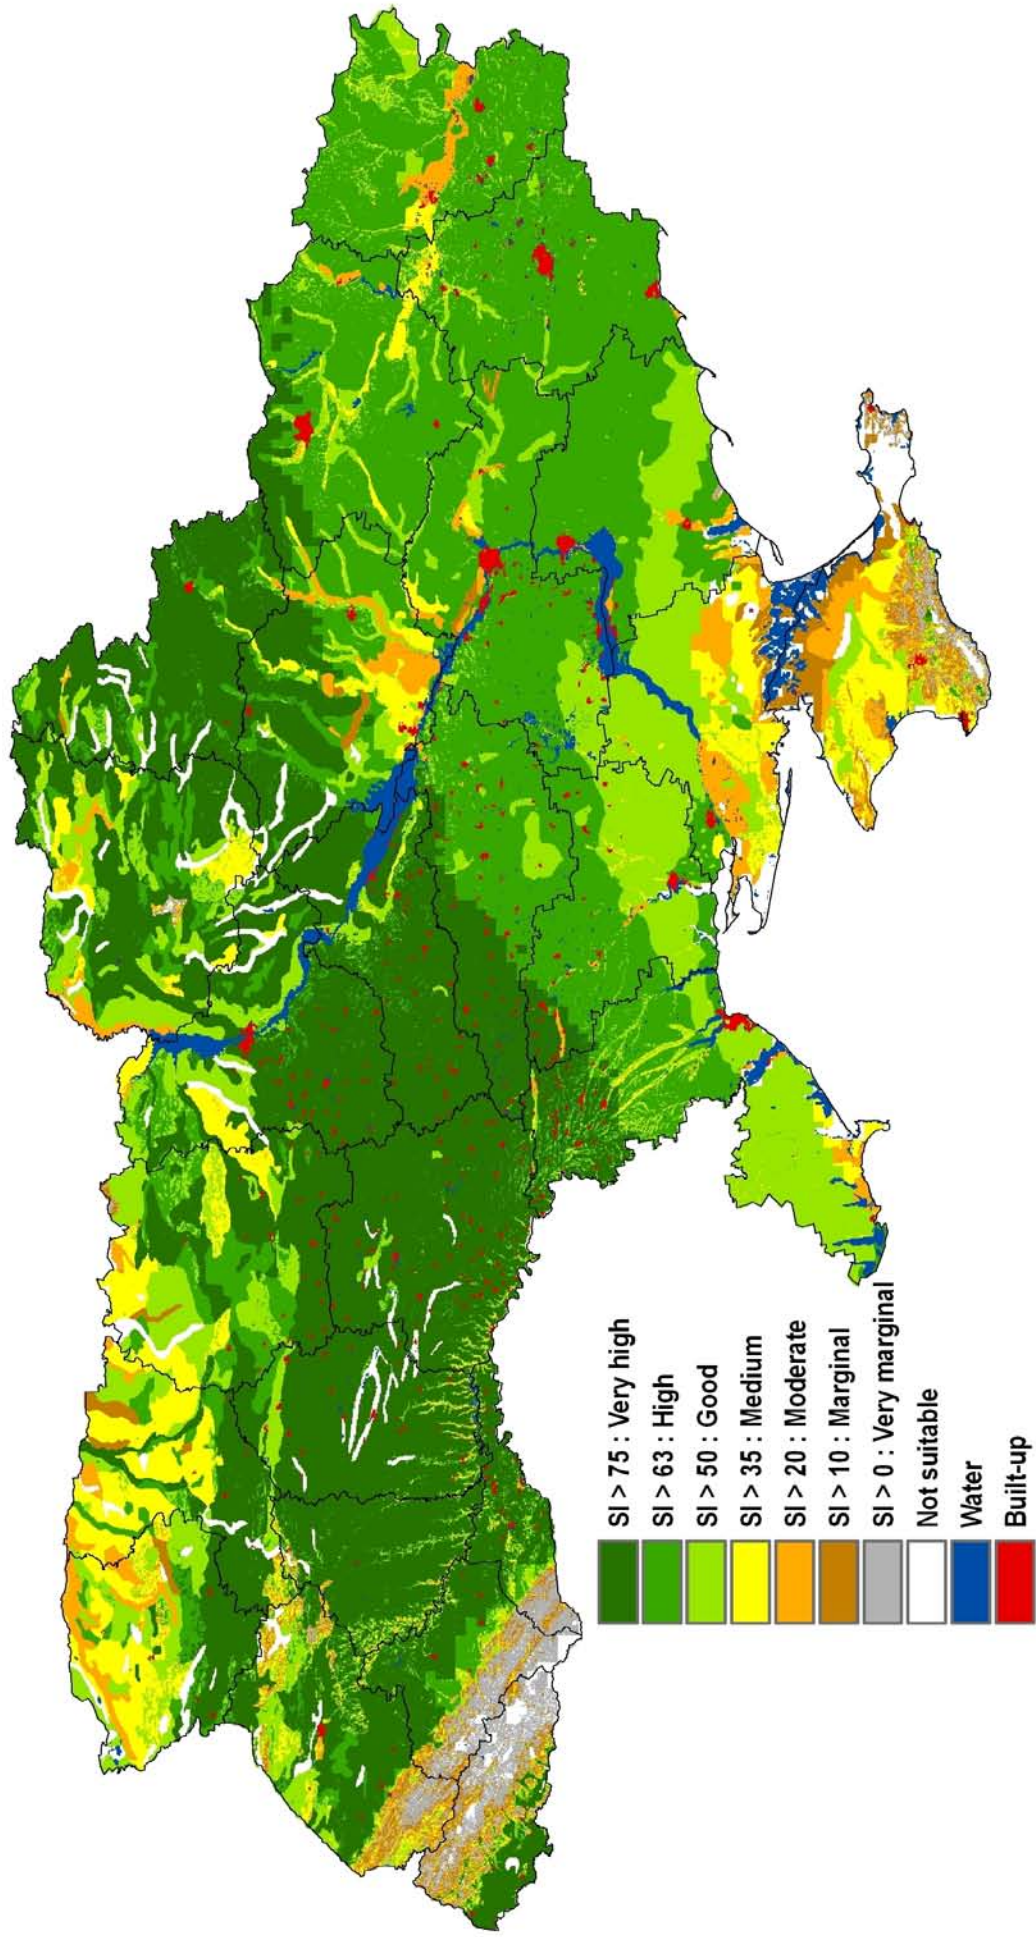 SI > 75 : Very high
SI > 63 : High
SI > 50 : Good
SI > 35 : Medium
SI > 20 : Moderate
SI > 10 : Marginal
SI > 0 : Very marginal
Not suitable
Water
Built-up